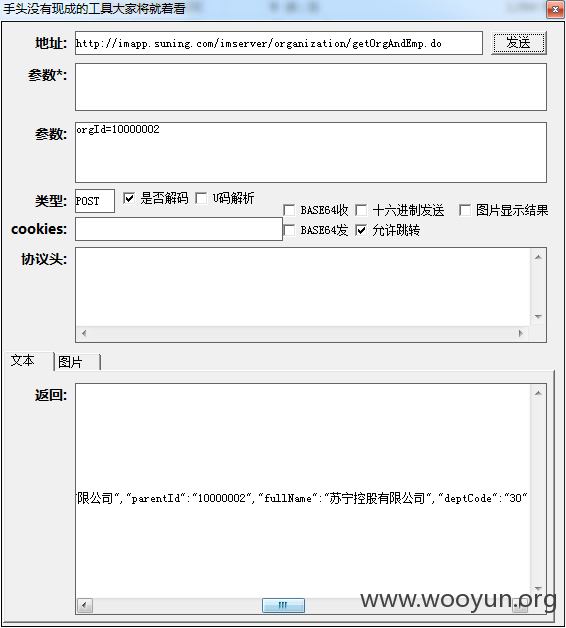 手头没有现成的工具大家将就着看
地址: http://imapp.suning.com/imserver/organization/getOrgAndEmp.do 发送
参数*:
参数: orgId=10000002
类型: POST 是否解码 U码解析
BASE64收 十六进制发送 图片显示结果
cookies: BASE64发 允许跳转
协议头:
文本 图片
返回:
限公司","parentId":"10000002","fullName":"苏宁控股有限公司","deptCode":"30"
www.wooyun.org